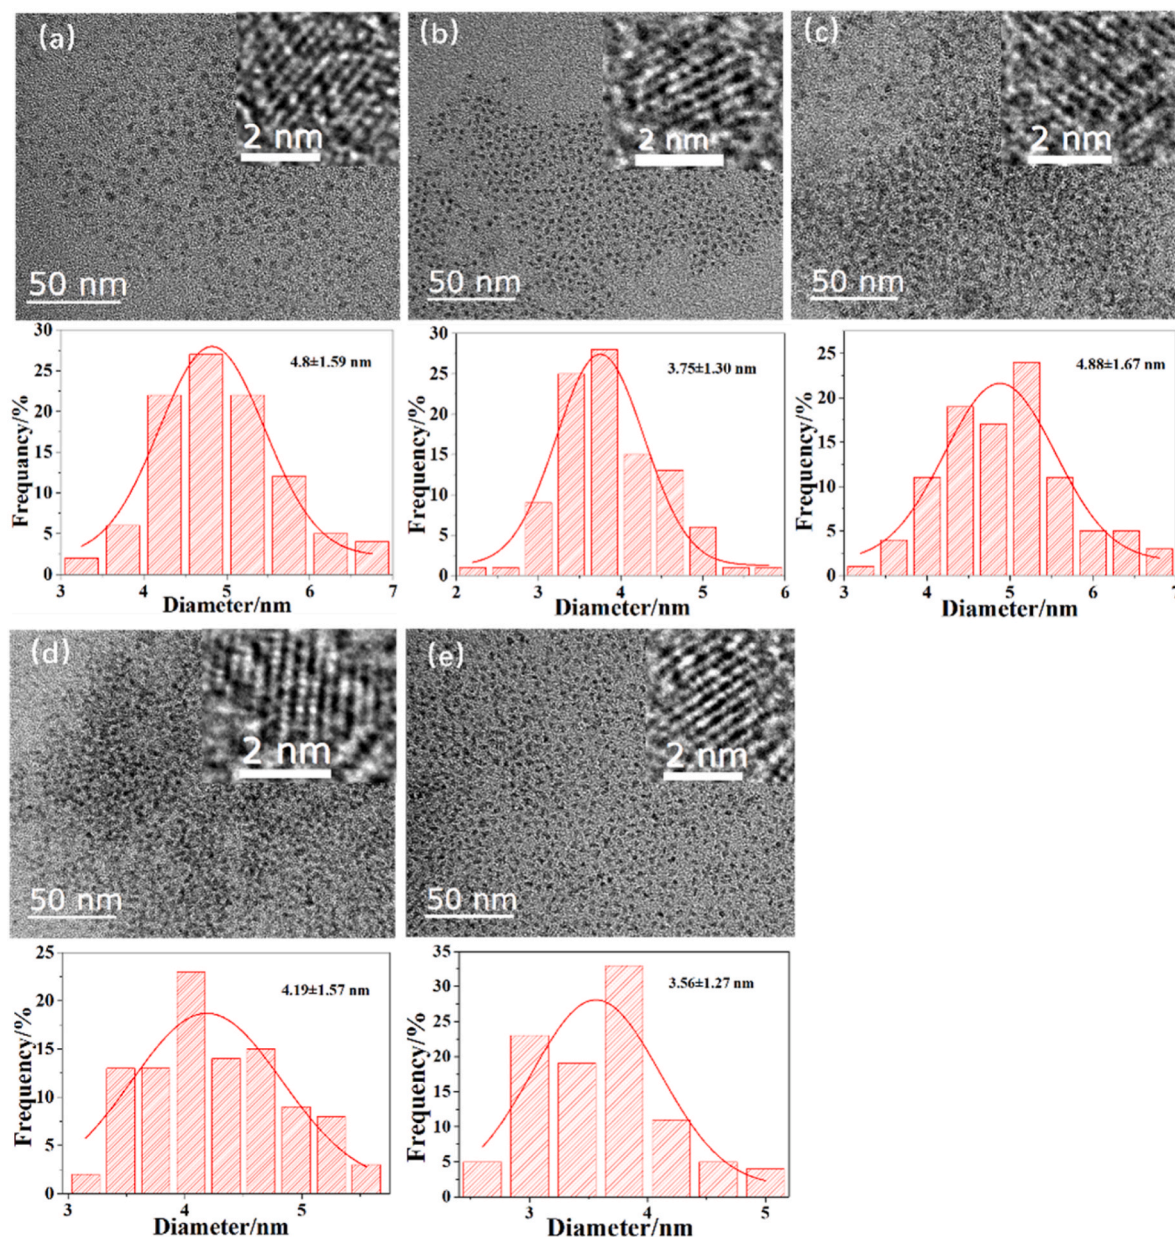 (a)
2 nm
50 nm
(b)
2 nm
50 nm
(c)
2 nm
50 nm
30
25
20
15
10
5
0
Frequancy/%
4.8±1.59 nm
3 4 5 6 7
Diameter/nm
30
25
20
15
10
5
0
Frequency/%
3.75±1.30 nm
2 3 4 5 6
Diameter/nm
25
20
15
10
5
0
Frequency/%
4.88±1.67 nm
3 4 5 6 7
Diameter/nm
(d)
2 nm
50 nm
(e)
2 nm
50 nm
25
20
15
10
5
0
Frequency/%
4.19±1.57 nm
3 4 5
Diameter/nm
35
30
25
20
15
10
5
0
Frequency/%
3.56±1.27 nm
3 4 5
Diameter/nm